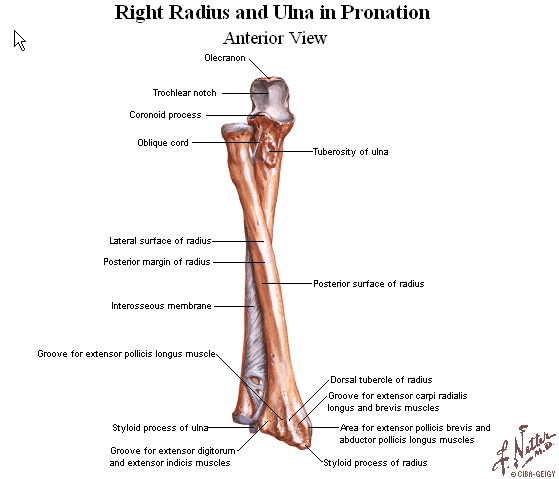 Right Radius and Ulna in Pronation
Anterior View
Olecranon
Trochlear notch
Coronoid process
Oblique cord
Tuberosity of ulna
Lateral surface of radius
Posterior margin of radius
Posterior surface of radius
Interosseous membrane
Groove for extensor pollicis longus muscle
Dorsal tubercle of radius
Groove for extensor carpi radialis
longus and brevis muscles
Styloid process of ulna
Area for extensor pollicis brevis and
abductor pollicis longus muscles
Groove for extensor digitorum
and extensor indicis muscles
Styloid process of radius
F. Netter M.D.
© CIBA-GEIGY